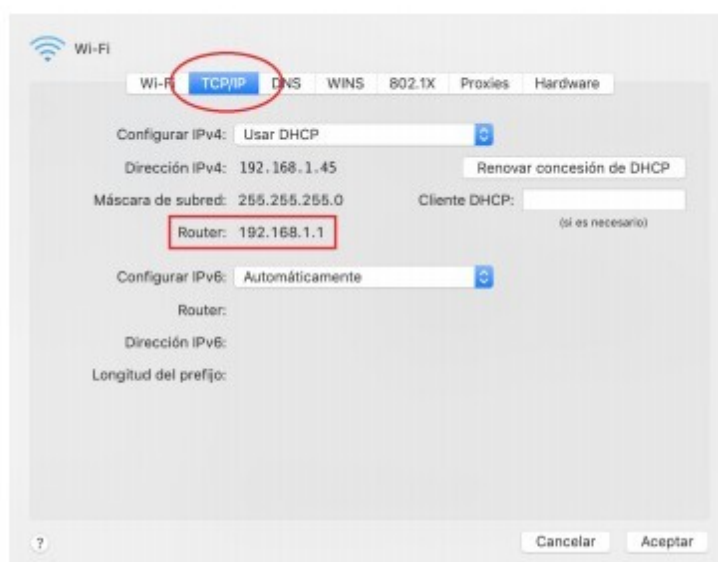 Wi-Fi
Wi-Fi TCP/IP DNS WINS 802.1X Proxies Hardware
Configurar IPv4: Usar DHCP
Dirección IPv4: 192.168.1.45 Renovar concesión de DHCP
Máscara de subred: 255.255.255.0 Cliente DHCP:
(si es necesario)
Router: 192.168.1.1
Configurar IPv6: Automáticamente
Router:
Dirección IPv6:
Longitud del prefijo:
? Cancelar Aceptar